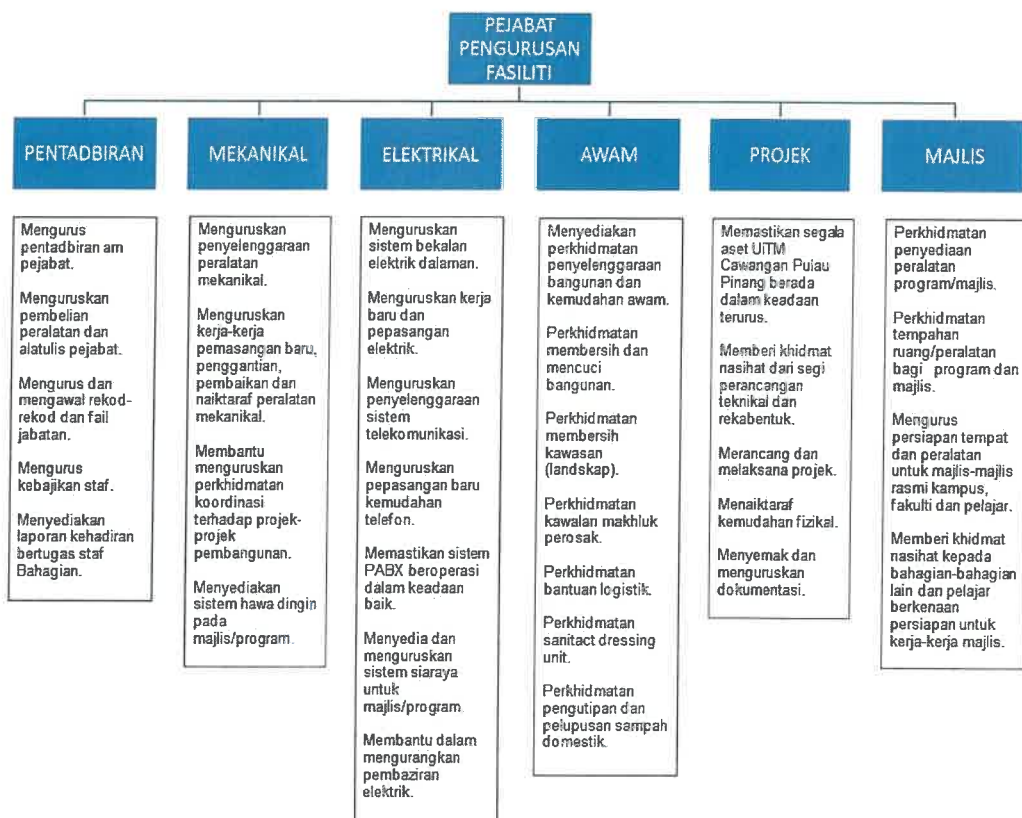 PEJABAT
PENGURUSAN
FASILITI
PENTADBIRAN
Mengurus
pentadbiran am
pejabat.
Menguruskan
pembelian
peralatan dan
alatulis pejabat.
Mengurus dan
mengawal rekod-
rekod dan fail
jabatan.
Mengurus
kebajikan staf.
Menyediakan
laporan kehadiran
bertugas staf
Bahagian.
MEKANIKAL
Menguruskan
penyelenggaraan
peralatan
mekanikal.
Menguruskan
kerja-kerja
pemasangan baru,
penggantian,
pembaikan dan
naiktaraf peralatan
mekanikal.
Membantu
menguruskan
perkhidmatan
koordinasi
terhadap projek-
projek
pembangunan.
Menyediakan
sistem hawa dingin
pada
majlis/program.
ELEKTRIKAL
Menguruskan
sistem bekalan
elektrik dalaman.
Menguruskan kerja
baru dan
pepasangan
elektrik.
Menguruskan
penyelenggaraan
sistem
telekomunikasi.
Menguruskan
pepasangan baru
kemudahan
telefon.
Memastikan sistem
PABX beroperasi
dalam keadaan
baik.
Menyedia dan
menguruskan
sistem siaraya
untuk
majlis/program
Membantu dalam
mengurangkan
pembaziran
elektrik.
AWAM
Menyediakan
perkhidmatan
penyelenggaraan
bangunan dan
kemudahan awam.
Perkhidmatan
membersih dan
mencuci
bangunan.
Perkhidmatan
membersih
kawasan
(landskap).
Perkhidmatan
kawalan makhluk
perosak.
Perkhidmatan
bantuan logistik.
Perkhidmatan
sanitact dressing
unit.
Perkhidmatan
pengutipan dan
pelupusan sampah
domestik.
PROJEK
Memastikan segala
aset UiTM
Cawangan Pulau
Pinang berada
dalam keadaan
terurus.
Memberi khidmat
nasihat dari segi
perancangan
teknikal dan
rekabentuk.
Merancang dan
melaksana projek.
Menaiktaraf
kemudahan fizikal.
Menyemak dan
menguruskan
dokumentasi.
MAJLIS
Perkhidmatan
penyediaan
peralatan
program/majlis.
Perkhidmatan
tempahan
ruang/peralatan
bagi program dan
majlis.
Mengurus
persiapan tempat
dan peralatan
untuk majlis-majlis
rasmi kampus,
fakulti dan pelajar.
Memberi khidmat
nasihat kepada
bahagian-bahagian
lain dan pelajar
berkenaan
persiapan untuk
kerja-kerja majlis.